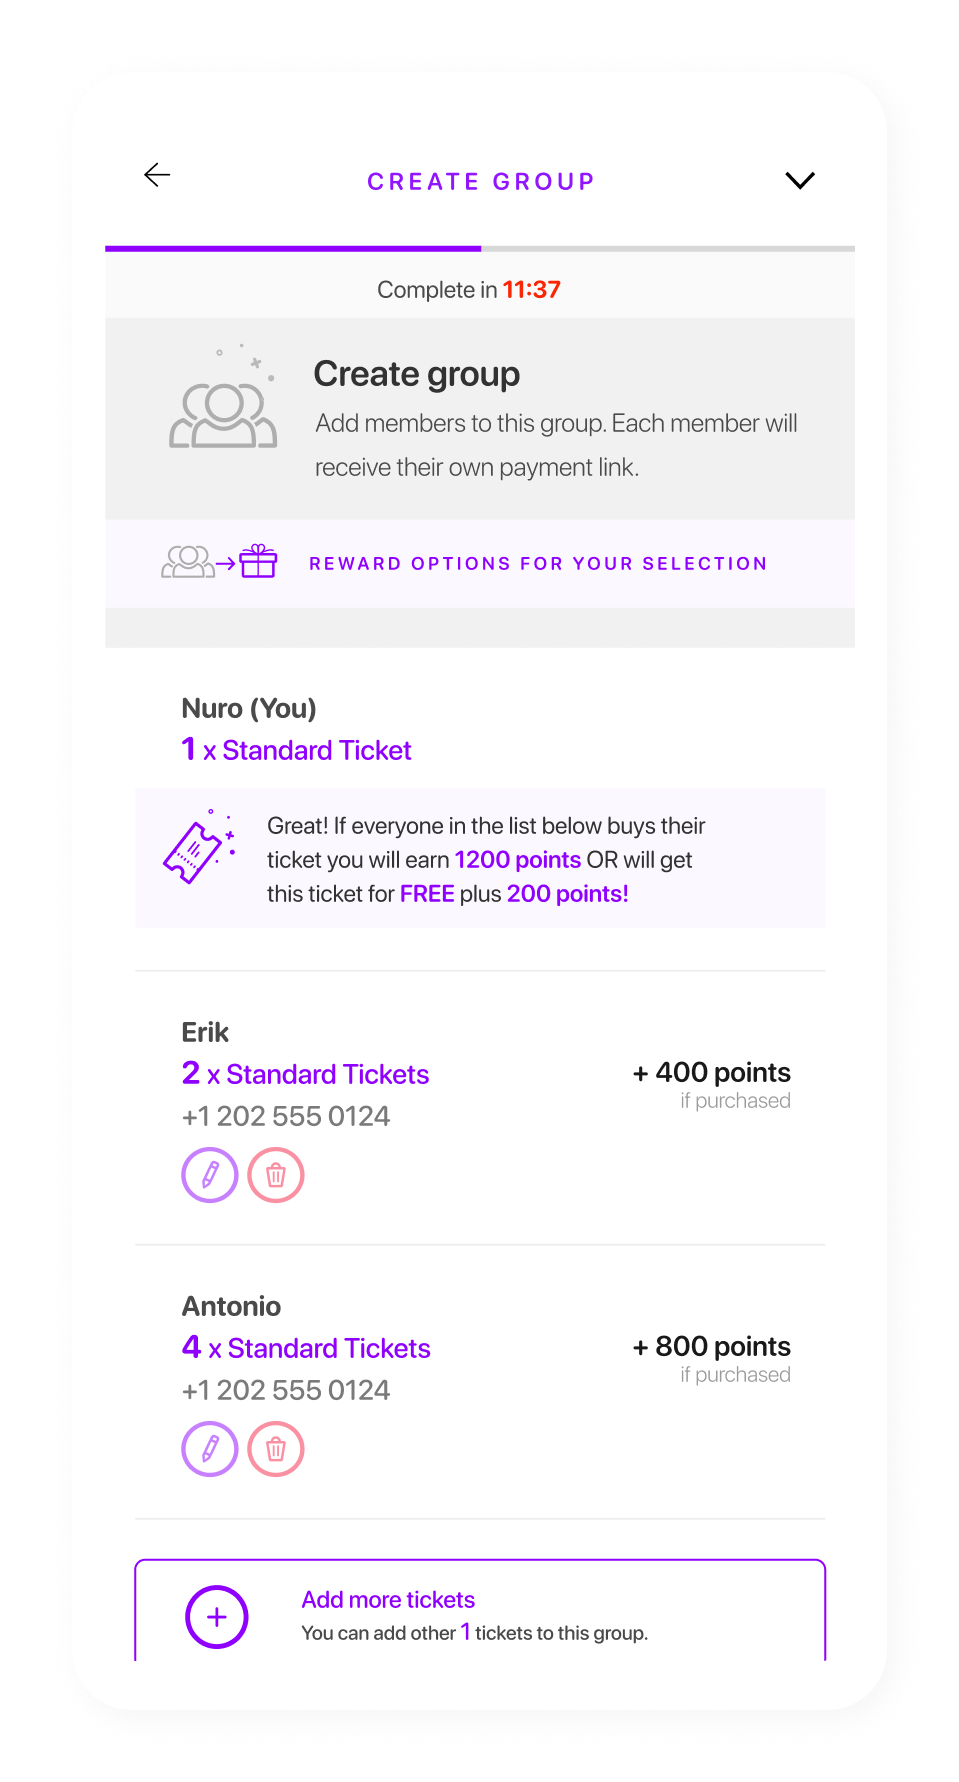 CREATE GROUP
Complete in 11:37
Create group
Add members to this group. Each member will
receive their own payment link.
REWARD OPTIONS FOR YOUR SELECTION
Nuro (You)
1 x Standard Ticket
Great! If everyone in the list below buys their
ticket you will earn 1200 points OR will get
this ticket for FREE plus 200 points!
Erik
2 x Standard Tickets
+ 400 points
if purchased
+1 202 555 0124
Antonio
4 x Standard Tickets
+ 800 points
if purchased
+1 202 555 0124
Add more tickets
You can add other 1 tickets to this group.